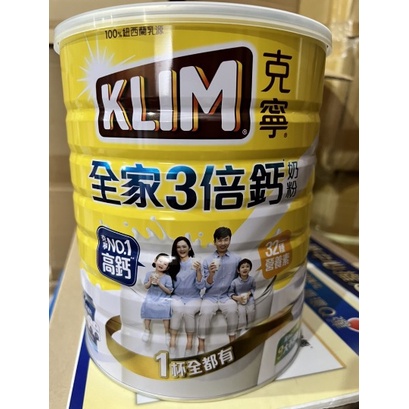 100%紐西蘭乳源
KLIM
克寧
全家3倍鈣
奶粉
NO.1
高鈣
32種
營養素
1杯全都有